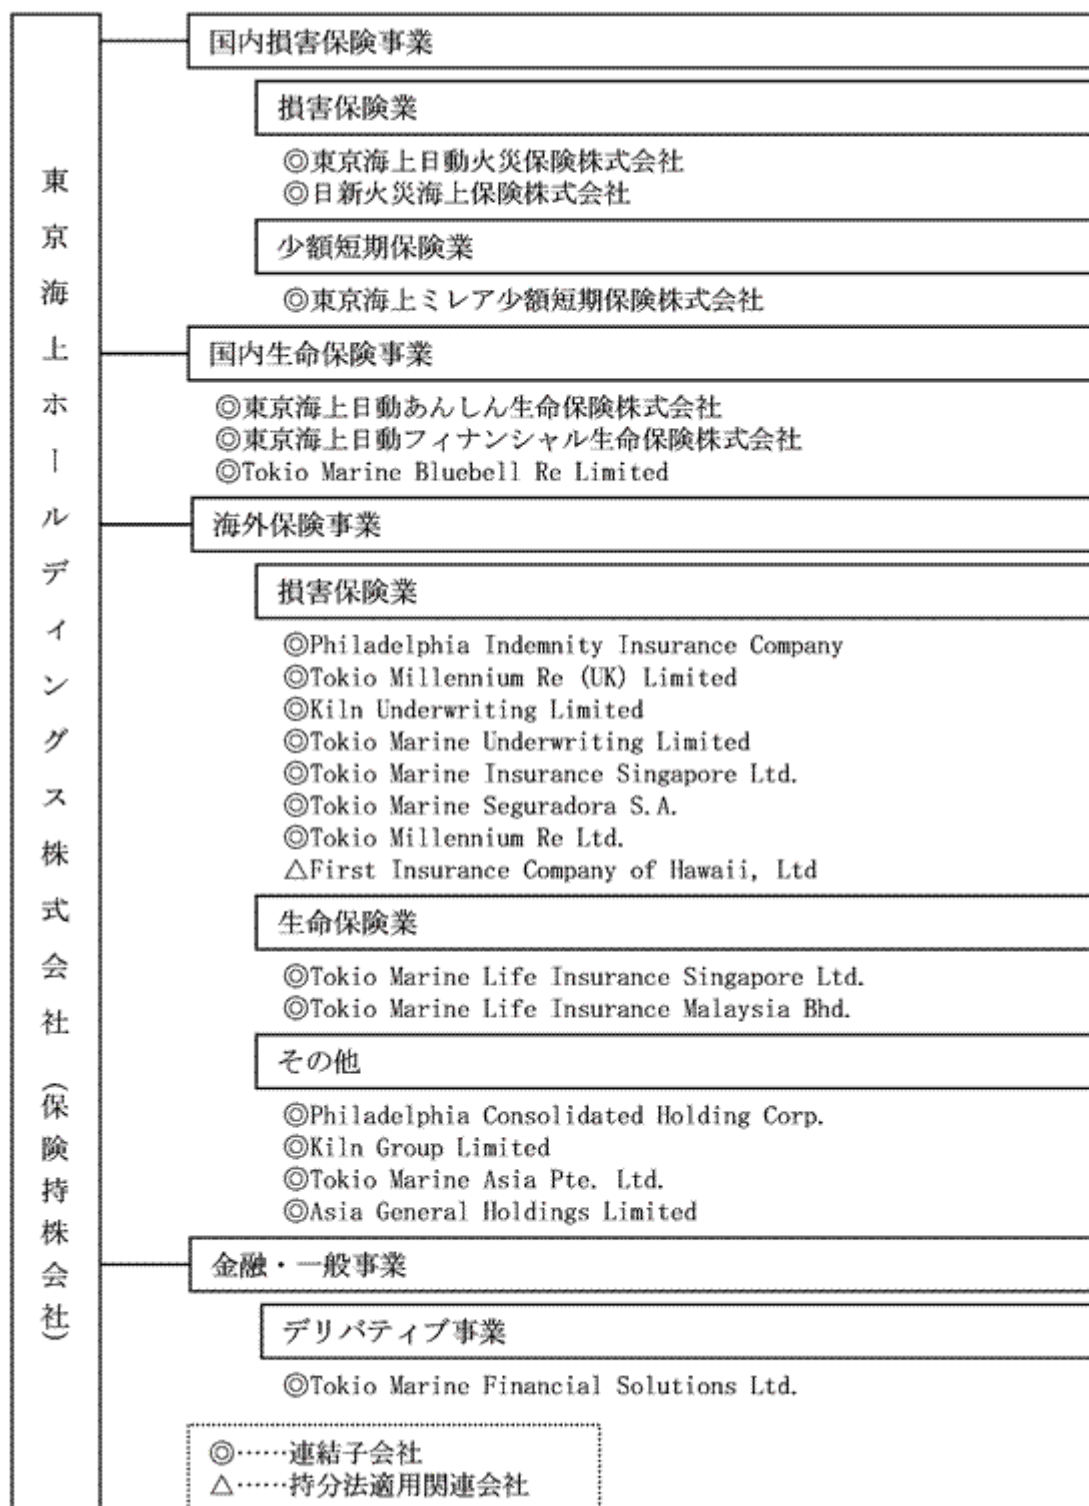 東京海上ホールディングス株式会社（保険持株会社）
国内損害保険事業
損害保険業
◎東京海上日動火災保険株式会社
◎日新火災海上保険株式会社
少額短期保険業
◎東京海上ミレア少額短期保険株式会社
国内生命保険事業
◎東京海上日動あんしん生命保険株式会社
◎東京海上日動フィナンシャル生命保険株式会社
◎Tokio Marine Bluebell Re Limited
海外保険事業
損害保険業
◎Philadelphia Indemnity Insurance Company
◎Tokio Millennium Re (UK) Limited
◎Kiln Underwriting Limited
◎Tokio Marine Underwriting Limited
◎Tokio Marine Insurance Singapore Ltd.
◎Tokio Marine Seguradora S.A.
◎Tokio Millennium Re Ltd.
△First Insurance Company of Hawaii, Ltd
生命保険業
◎Tokio Marine Life Insurance Singapore Ltd.
◎Tokio Marine Life Insurance Malaysia Bhd.
その他
◎Philadelphia Consolidated Holding Corp.
◎Kiln Group Limited
◎Tokio Marine Asia Pte. Ltd.
◎Asia General Holdings Limited
金融・一般事業
デリバティブ事業
◎Tokio Marine Financial Solutions Ltd.
◎……連結子会社
△……持分法適用関連会社